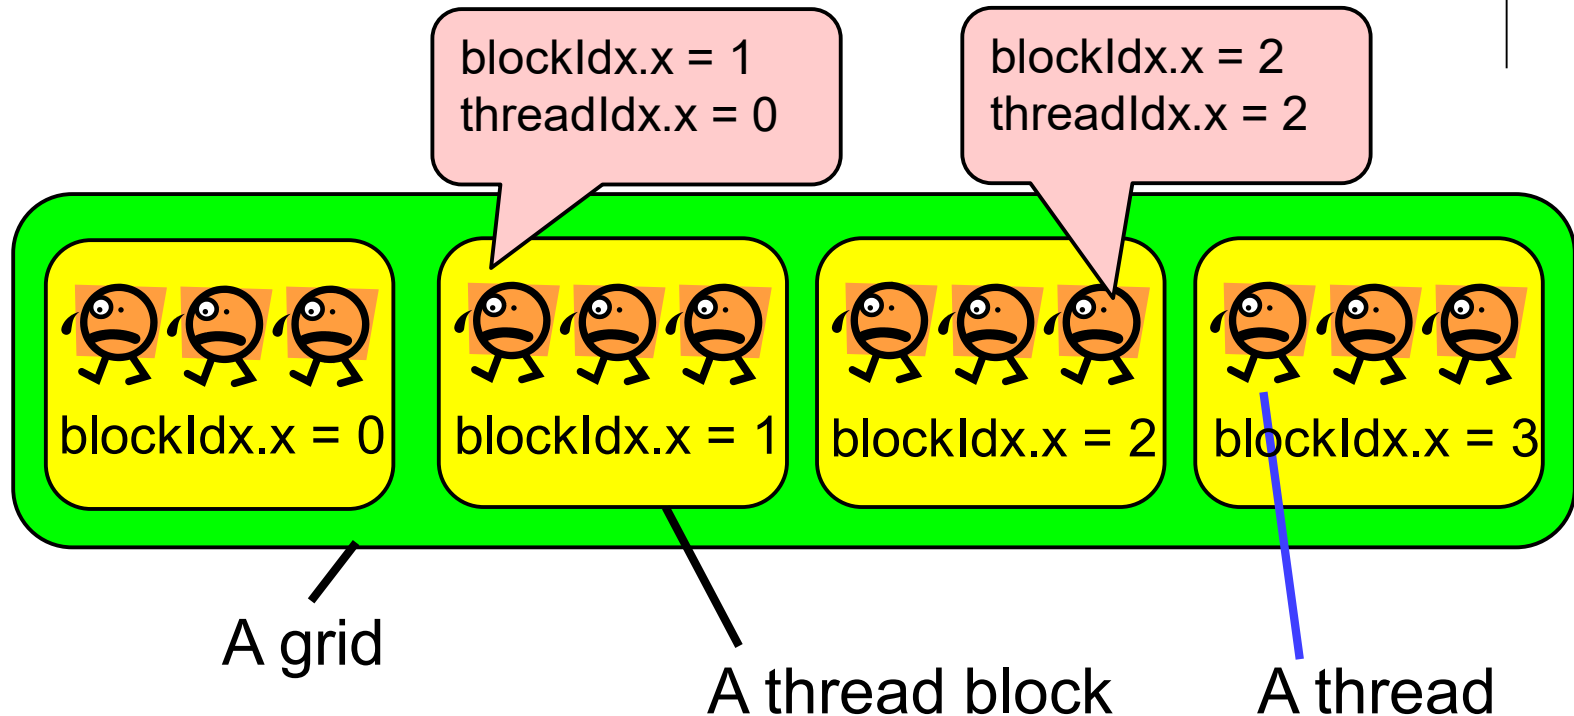 blockIdx.x = 1
threadIdx.x = 0
blockIdx.x = 2
threadIdx.x = 2
blockIdx.x = 0
blockIdx.x = 1
blockIdx.x = 2
blockIdx.x = 3
A grid
A thread block
A thread